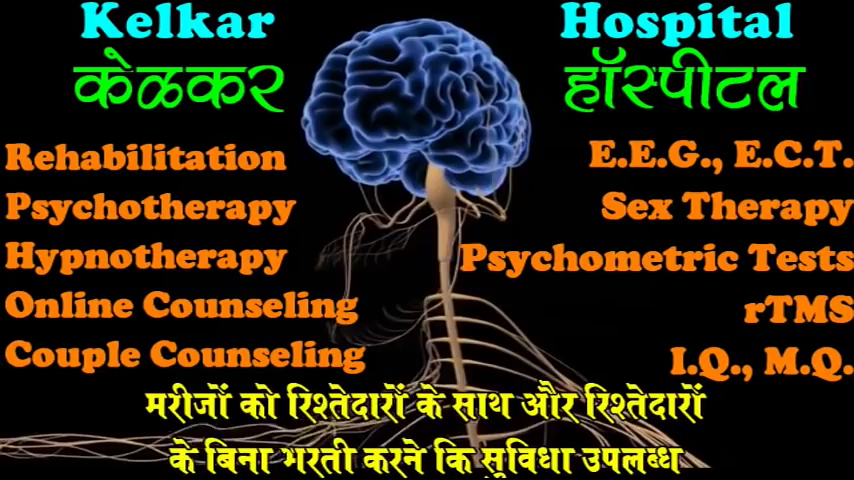 Kelkar Hospital
केळकर हॉस्पीटल
Rehabilitation
Psychotherapy
Hypnotherapy
Online Counseling
Couple Counseling
E.E.G., E.C.T.
Sex Therapy
Psychometric Tests
rTMS
I.Q., M.Q.
मरीजों को रिश्तेदारों के साथ और रिश्तेदारों
के बिना भरती करने कि सुविधा उपलब्ध